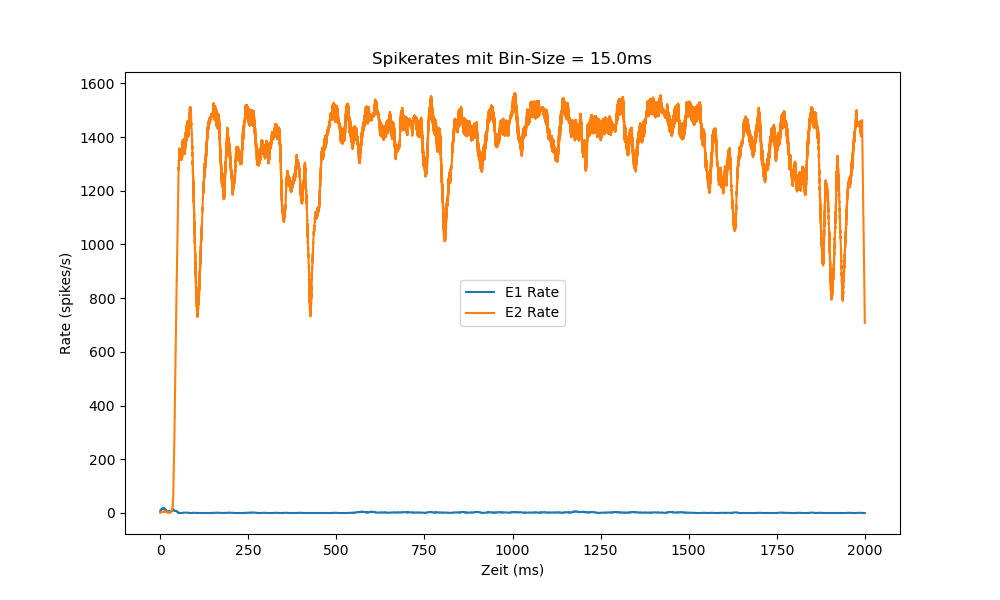 Spikerates mit Bin-Size = 15.0ms
1600
1400
1200
1000
800
600
400
200
0
Rate (spikes/s)
E1 Rate
E2 Rate
0 250 500 750 1000 1250 1500 1750 2000
Zeit (ms)